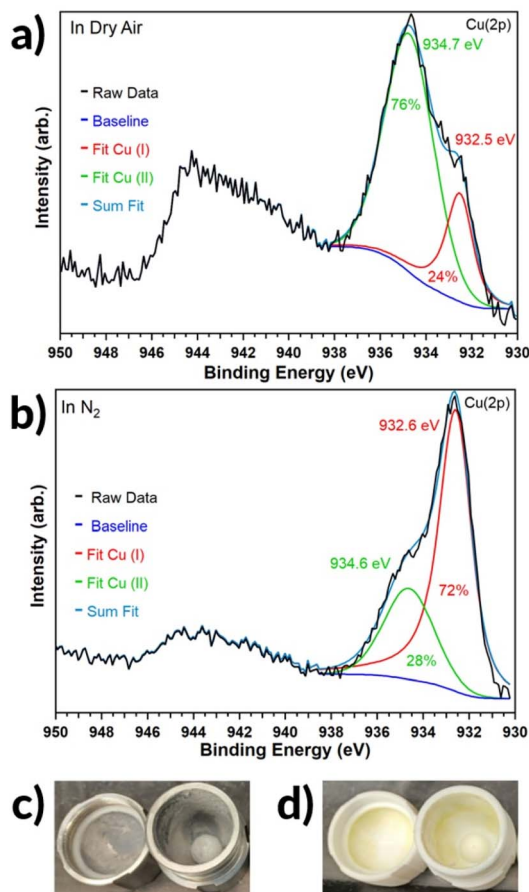 a)
In Dry Air
Cu(2p)
934.7 eV
76%
932.5 eV
24%
Raw Data
Baseline
Fit Cu (I)
Fit Cu (II)
Sum Fit
Intensity (arb.)
950 948 946 944 942 940 938 936 934 932 930
Binding Energy (eV)
b)
In N₂
Cu(2p)
932.6 eV
934.6 eV
72%
28%
Raw Data
Baseline
Fit Cu (I)
Fit Cu (II)
Sum Fit
Intensity (arb.)
950 948 946 944 942 940 938 936 934 932 930
Binding Energy (eV)
c)
d)